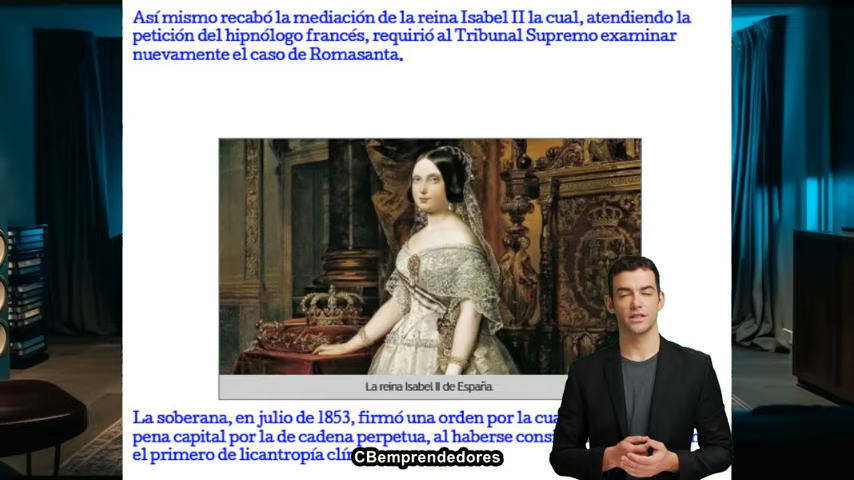 Así mismo recabó la mediación de la reina Isabel II la cual, atendiendo la
petición del hipnólogo francés, requirió al Tribunal Supremo examinar
nuevamente el caso de Romasanta.
La reina Isabel II de España.
La soberana, en julio de 1853, firmó una orden por la
pena capital por la de cadena perpetua, al haberse
el primero de licantropía
CBemprendedores